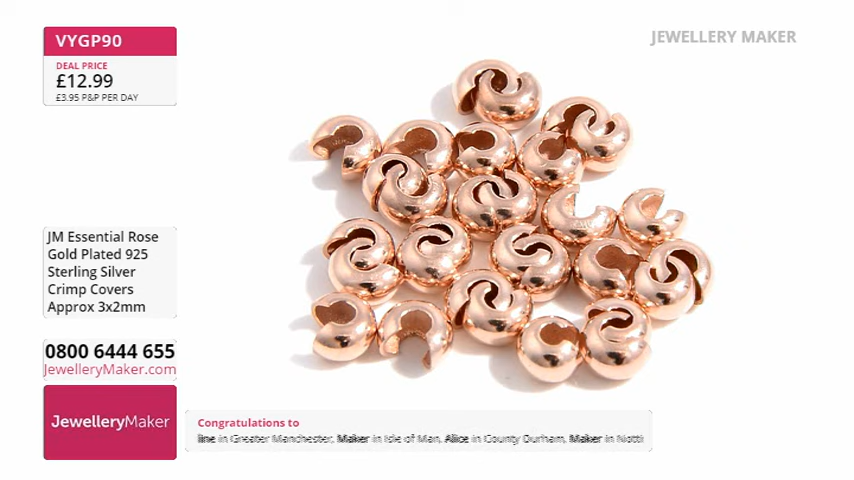 VYGP90
DEAL PRICE
£12.99
£3.95 P&P PER DAY
JEWELLERY MAKER
JM Essential Rose
Gold Plated 925
Sterling Silver
Crimp Covers
Approx 3x2mm
0800 6444 655
JewelleryMaker.com
JewelleryMaker
Congratulations to
line in Greater Manchester, Maker in Isle of Man, Alice in County Durham, Maker in Notti